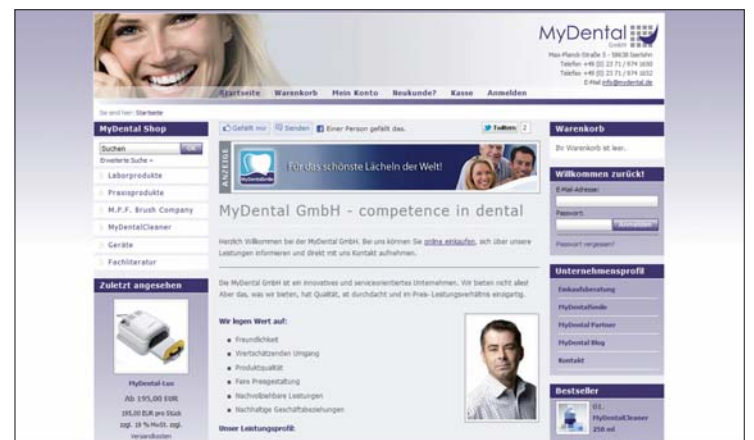 MyDental
GmbH
Max-Planck-Straße 5 - 58638 Iserlohn
Telefon +49 (0) 23 71 / 974 1650
Telefax +49 (0) 23 71 / 974 1652
E-Mail info@mydental.de
Startseite Warenkorb Mein Konto Neukunde? Kasse Anmelden
Sie sind hier: Startseite
MyDental Shop
Suchen
Erweiterte Suche »
Laborprodukte
Praxisprodukte
M.P.F. Brush Company
MyDentalCleaner
Geräte
Fachliteratur
Zuletzt angesehen
MyDental-Lux
Ab 195,00 EUR
195,00 EUR pro Stück
zzgl. 19 % MwSt. zzgl.
Versandkosten
Gefällt mir Senden Einer Person gefällt das. Twittern 2
ANZEIGE
MyDentalSmile
Für das schönste Lächeln der Welt!
MyDental GmbH - competence in dental
Herzlich Willkommen bei der MyDental GmbH. Bei uns können Sie online einkaufen, sich über unsere
Leistungen informieren und direkt mit uns Kontakt aufnehmen.
Die MyDental GmbH ist ein innovatives und serviceorientiertes Unternehmen. Wir bieten nicht alles!
Aber das, was wir bieten, hat Qualität, ist durchdacht und im Preis- Leistungsverhältnis einzigartig.
Wir legen Wert auf:
Freundlichkeit
Wertschätzenden Umgang
Produktqualität
Faire Preisgestaltung
Nachvollziehbare Leistungen
Nachhaltige Geschäftsbeziehungen
Unser Leistungsprofil:
Warenkorb
Ihr Warenkorb ist leer.
Willkommen zurück!
E-Mail-Adresse:
Passwort:
Anmelden
Passwort vergessen?
Unternehmensprofil
Einkaufsberatung
MyDentalSmile
MyDental Partner
MyDental Blog
Kontakt
Bestseller
01.
MyDentalCleaner
250 ml